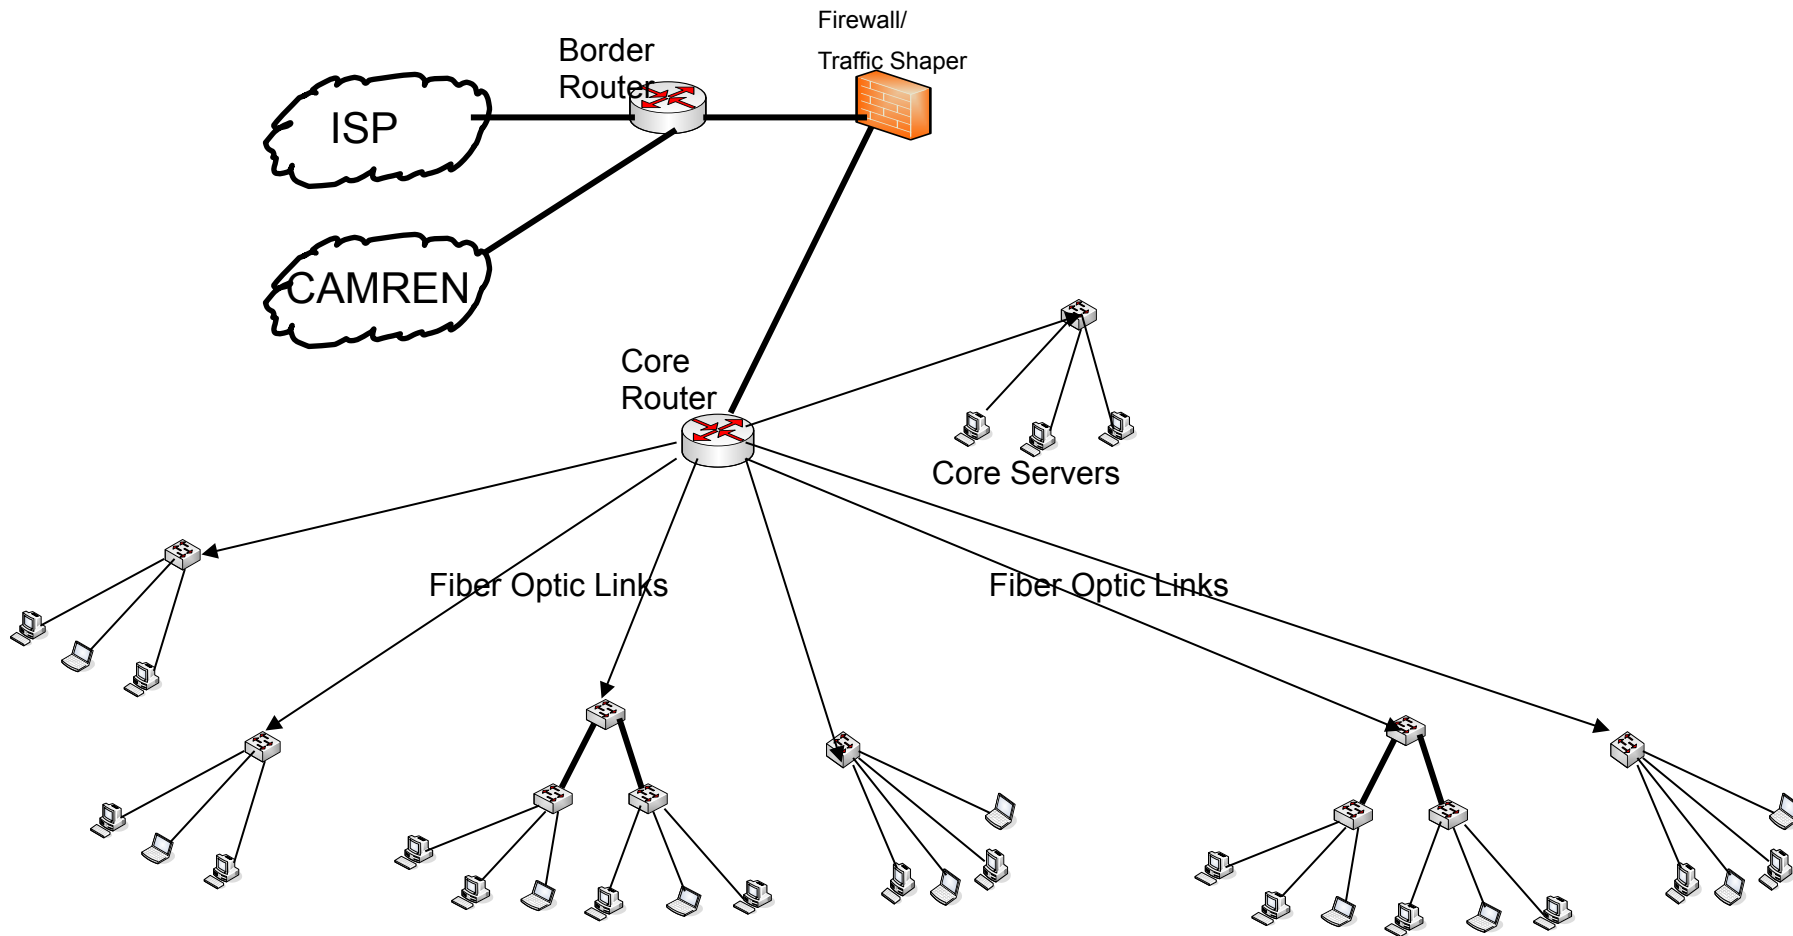 Firewall/
Traffic Shaper
Border
Router
ISP
CAMREN
Core
Router
Core Servers
Fiber Optic Links
Fiber Optic Links